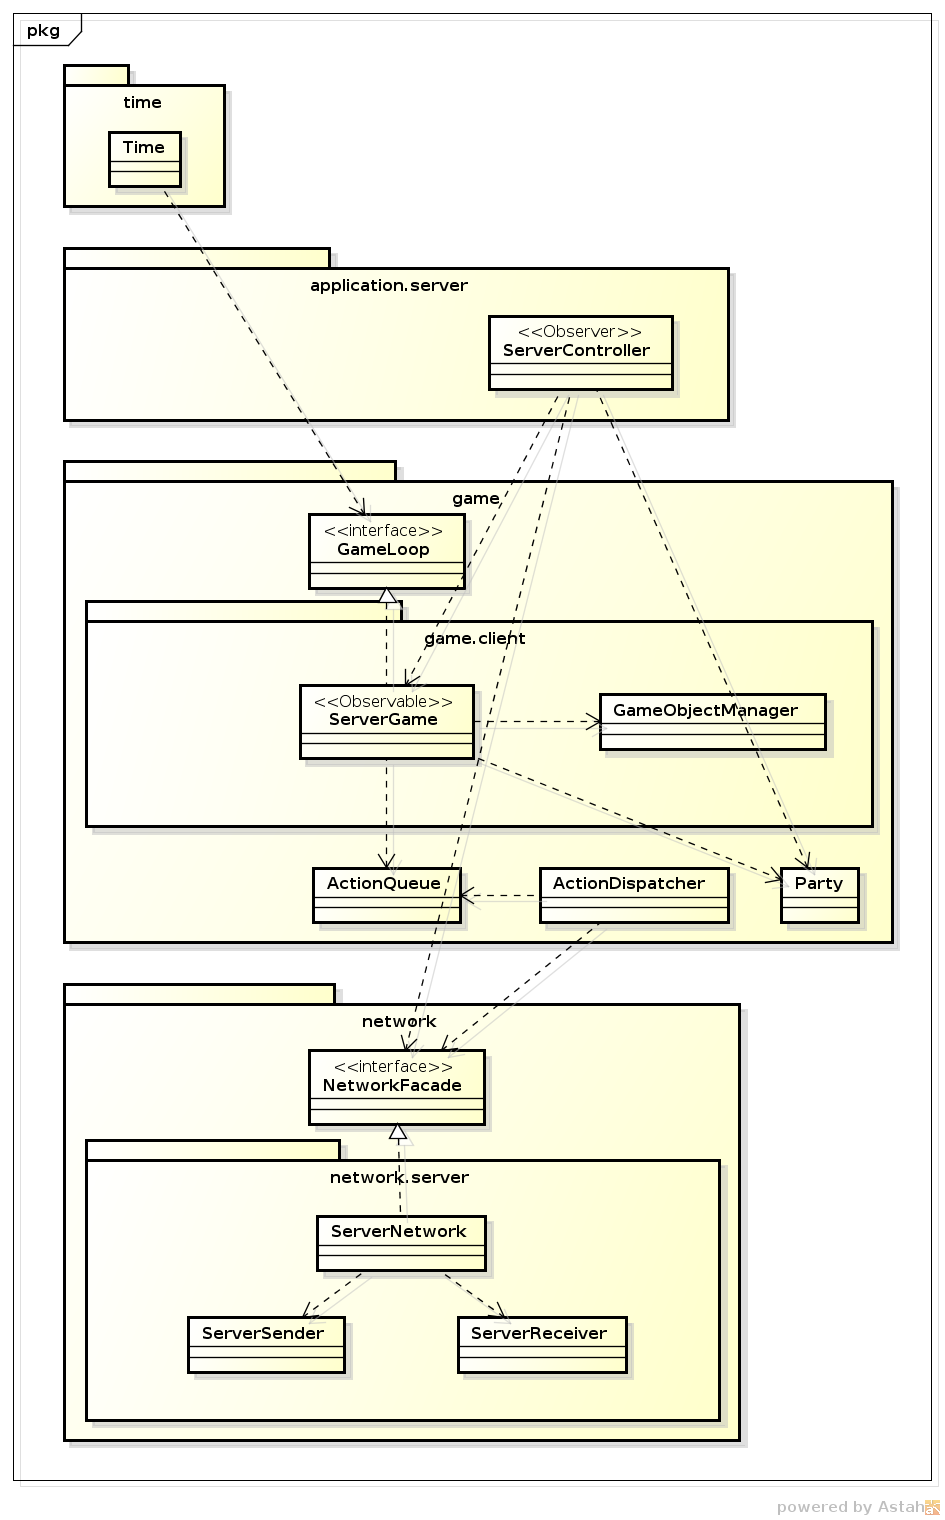 pkg
time
Time
application.server
<<Observer>>
ServerController
game
<<interface>>
GameLoop
game.client
<<Observable>>
ServerGame
GameObjectManager
ActionQueue
ActionDispatcher
Party
network
<<interface>>
NetworkFacade
network.server
ServerNetwork
ServerSender
ServerReceiver
powered by Astah